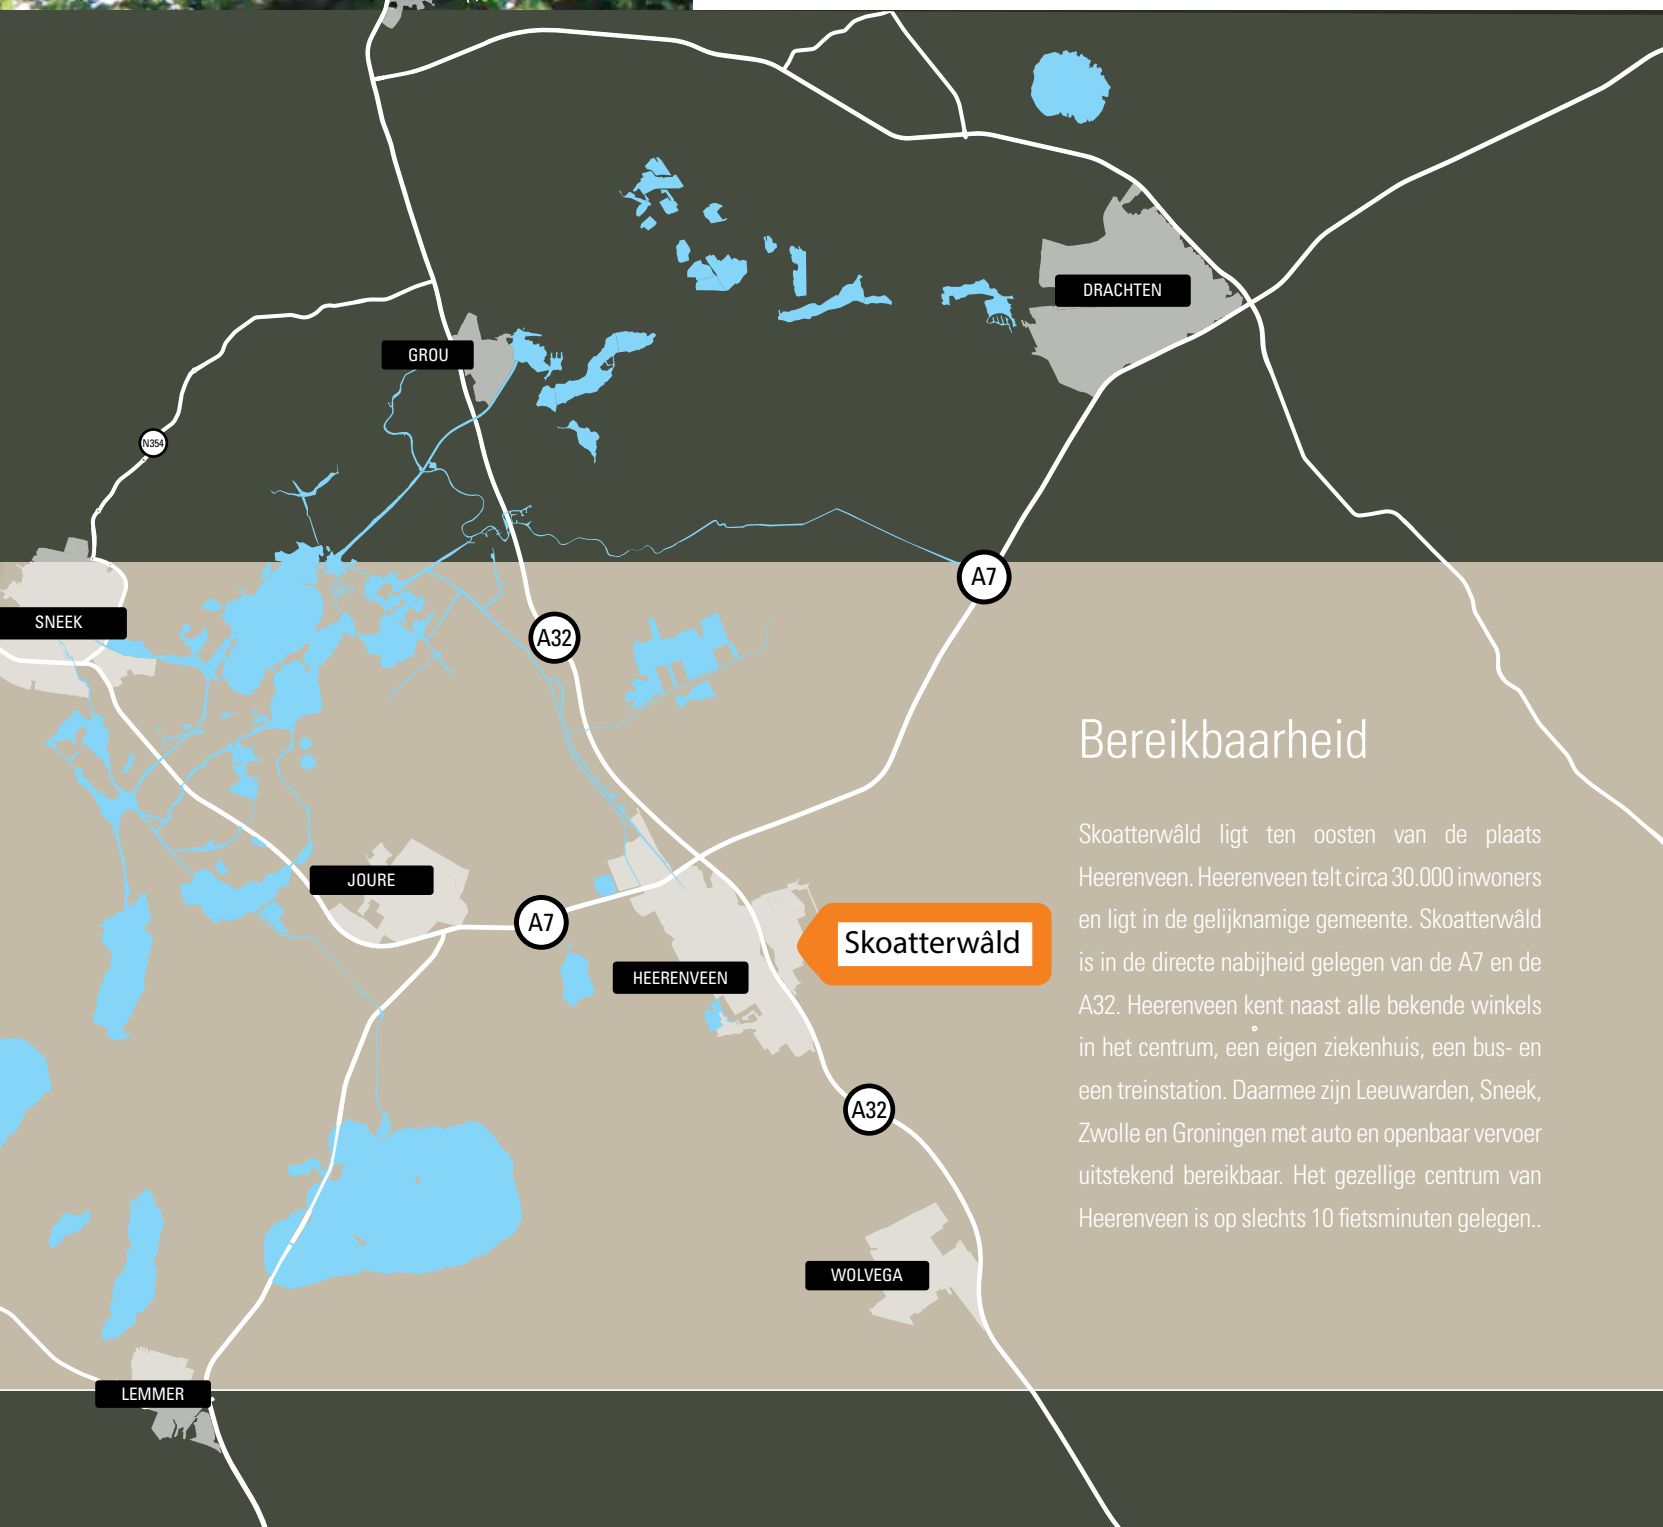 DRACHTEN
GROU
N354
A7
SNEEK
A32
Bereikbaarheid
Skoatterwâld ligt ten oosten van de plaats
Heerenveen. Heerenveen telt circa 30.000 inwoners
en ligt in de gelijknamige gemeente. Skoatterwâld
is in de directe nabijheid gelegen van de A7 en de
A32. Heerenveen kent naast alle bekende winkels
in het centrum, een eigen ziekenhuis, een bus- en
een treinstation. Daarmee zijn Leeuwarden, Sneek,
Zwolle en Groningen met auto en openbaar vervoer
uitstekend bereikbaar. Het gezellige centrum van
Heerenveen is op slechts 10 fietsminuten gelegen..
JOURE
A7
Skoatterwâld
HEERENVEEN
A32
WOLVEGA
LEMMER